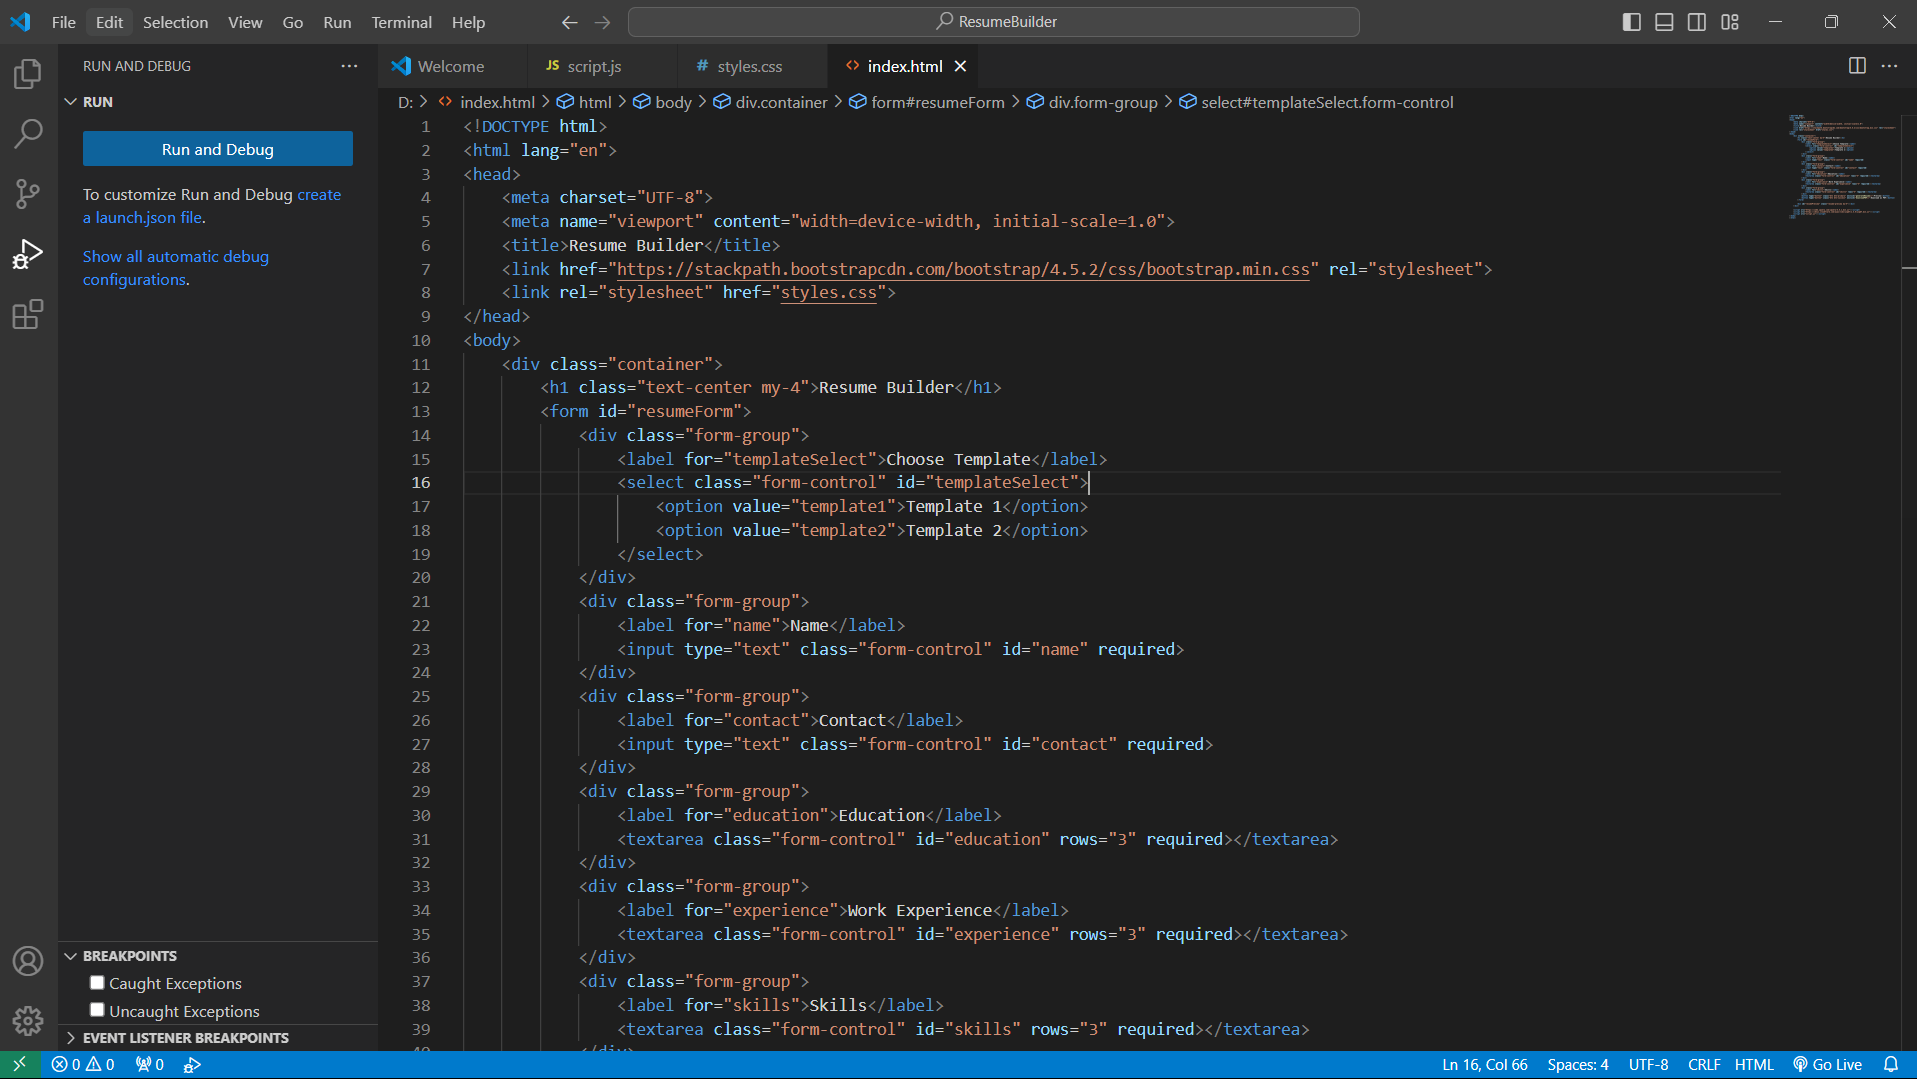 File Edit Selection View Go Run Terminal Help
ResumeBuilder
RUN AND DEBUG
RUN
Run and Debug
To customize Run and Debug create
a launch.json file.
Show all automatic debug
configurations.
BREAKPOINTS
Caught Exceptions
Uncaught Exceptions
EVENT LISTENER BREAKPOINTS
Welcome
JS script.js
# styles.css
<> index.html
D: > <> index.html > html > body > div.container > form#resumeForm > div.form-group > select#templateSelect.form-control
1 <!DOCTYPE html>
2 <html lang="en">
3 <head>
4 <meta charset="UTF-8">
5 <meta name="viewport" content="width=device-width, initial-scale=1.0">
6 <title>Resume Builder</title>
7 <link href="https://stackpath.bootstrapcdn.com/bootstrap/4.5.2/css/bootstrap.min.css" rel="stylesheet">
8 <link rel="stylesheet" href="styles.css">
9 </head>
10 <body>
11 <div class="container">
12 <h1 class="text-center my-4">Resume Builder</h1>
13 <form id="resumeForm">
14 <div class="form-group">
15 <label for="templateSelect">Choose Template</label>
16 <select class="form-control" id="templateSelect">
17 <option value="template1">Template 1</option>
18 <option value="template2">Template 2</option>
19 </select>
20 </div>
21 <div class="form-group">
22 <label for="name">Name</label>
23 <input type="text" class="form-control" id="name" required>
24 </div>
25 <div class="form-group">
26 <label for="contact">Contact</label>
27 <input type="text" class="form-control" id="contact" required>
28 </div>
29 <div class="form-group">
30 <label for="education">Education</label>
31 <textarea class="form-control" id="education" rows="3" required></textarea>
32 </div>
33 <div class="form-group">
34 <label for="experience">Work Experience</label>
35 <textarea class="form-control" id="experience" rows="3" required></textarea>
36 </div>
37 <div class="form-group">
38 <label for="skills">Skills</label>
39 <textarea class="form-control" id="skills" rows="3" required></textarea>
40 </div>
0 0 0
Ln 16, Col 66 Spaces: 4 UTF-8 CRLF HTML Go Live